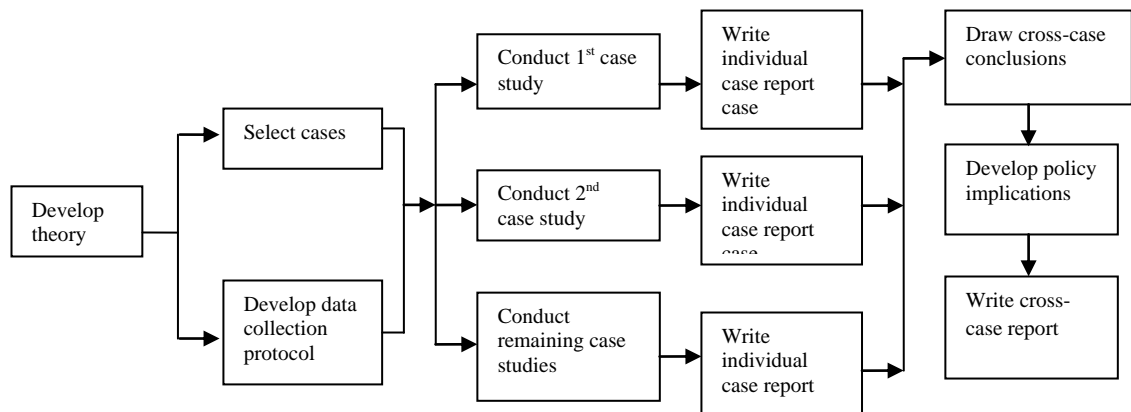 Develop
theory
Select cases
Develop data
collection
protocol
Conduct 1st case
study
Conduct 2nd
case study
Conduct
remaining case
studies
Write
individual
case report
case
Write
individual
case report
case
Write
individual
case report
Draw cross-case
conclusions
Develop policy
implications
Write cross-
case report